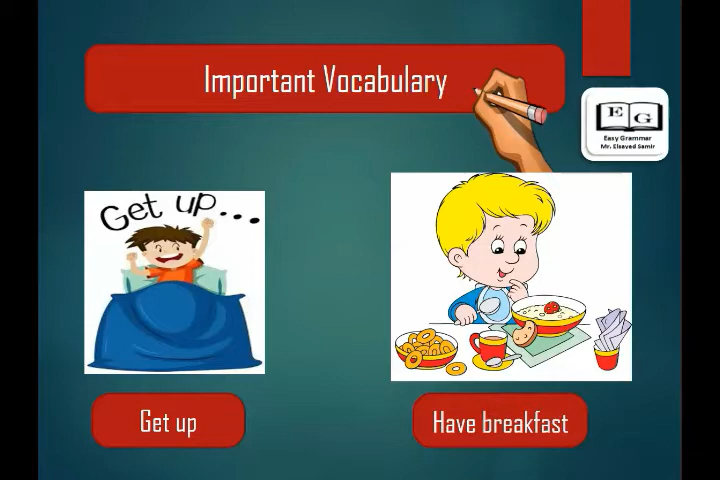 Important Vocabulary
E G
Easy Grammar
Mr. Elsayed Samir
Get up...
Get up
Have breakfast